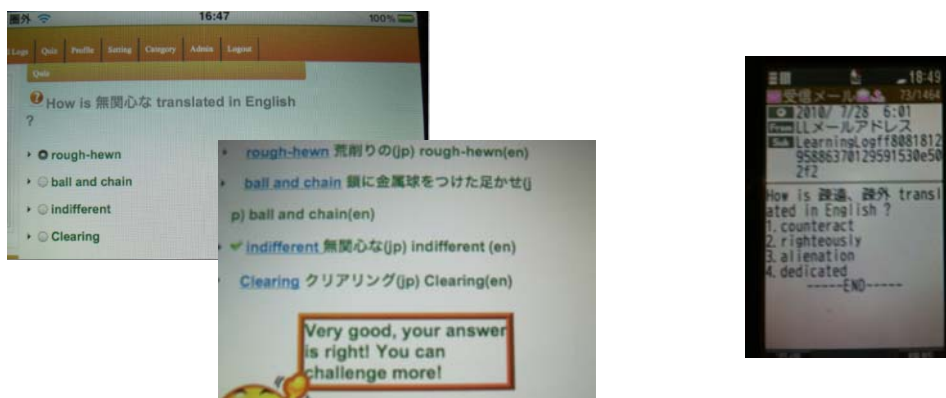 圏外 16:47 100%
Logs Quiz Profile Setting Category Admin Logout
Quiz
How is 無関心な translated in English
?
rough-hewn
ball and chain
indifferent
Clearing
rough-hewn 荒削りの(jp) rough-hewn(en)
ball and chain 鎖に金属球をつけた足かせ(j
p) ball and chain(en)
indifferent 無関心な(jp) indifferent (en)
Clearing クリアリング(jp) Clearing(en)
Very good, your answer
is right! You can
challenge more!
18:49
受信メール 73/1464
2010/ 7/28 6:01
From LLメールアドレス
Sub LearningLogff8081812
95886370129591530e50
2f2
How is 疎遠、疎外 transl
ated in English ?
1. counteract
2. righteously
3. alienation
4. dedicated
-----END-----